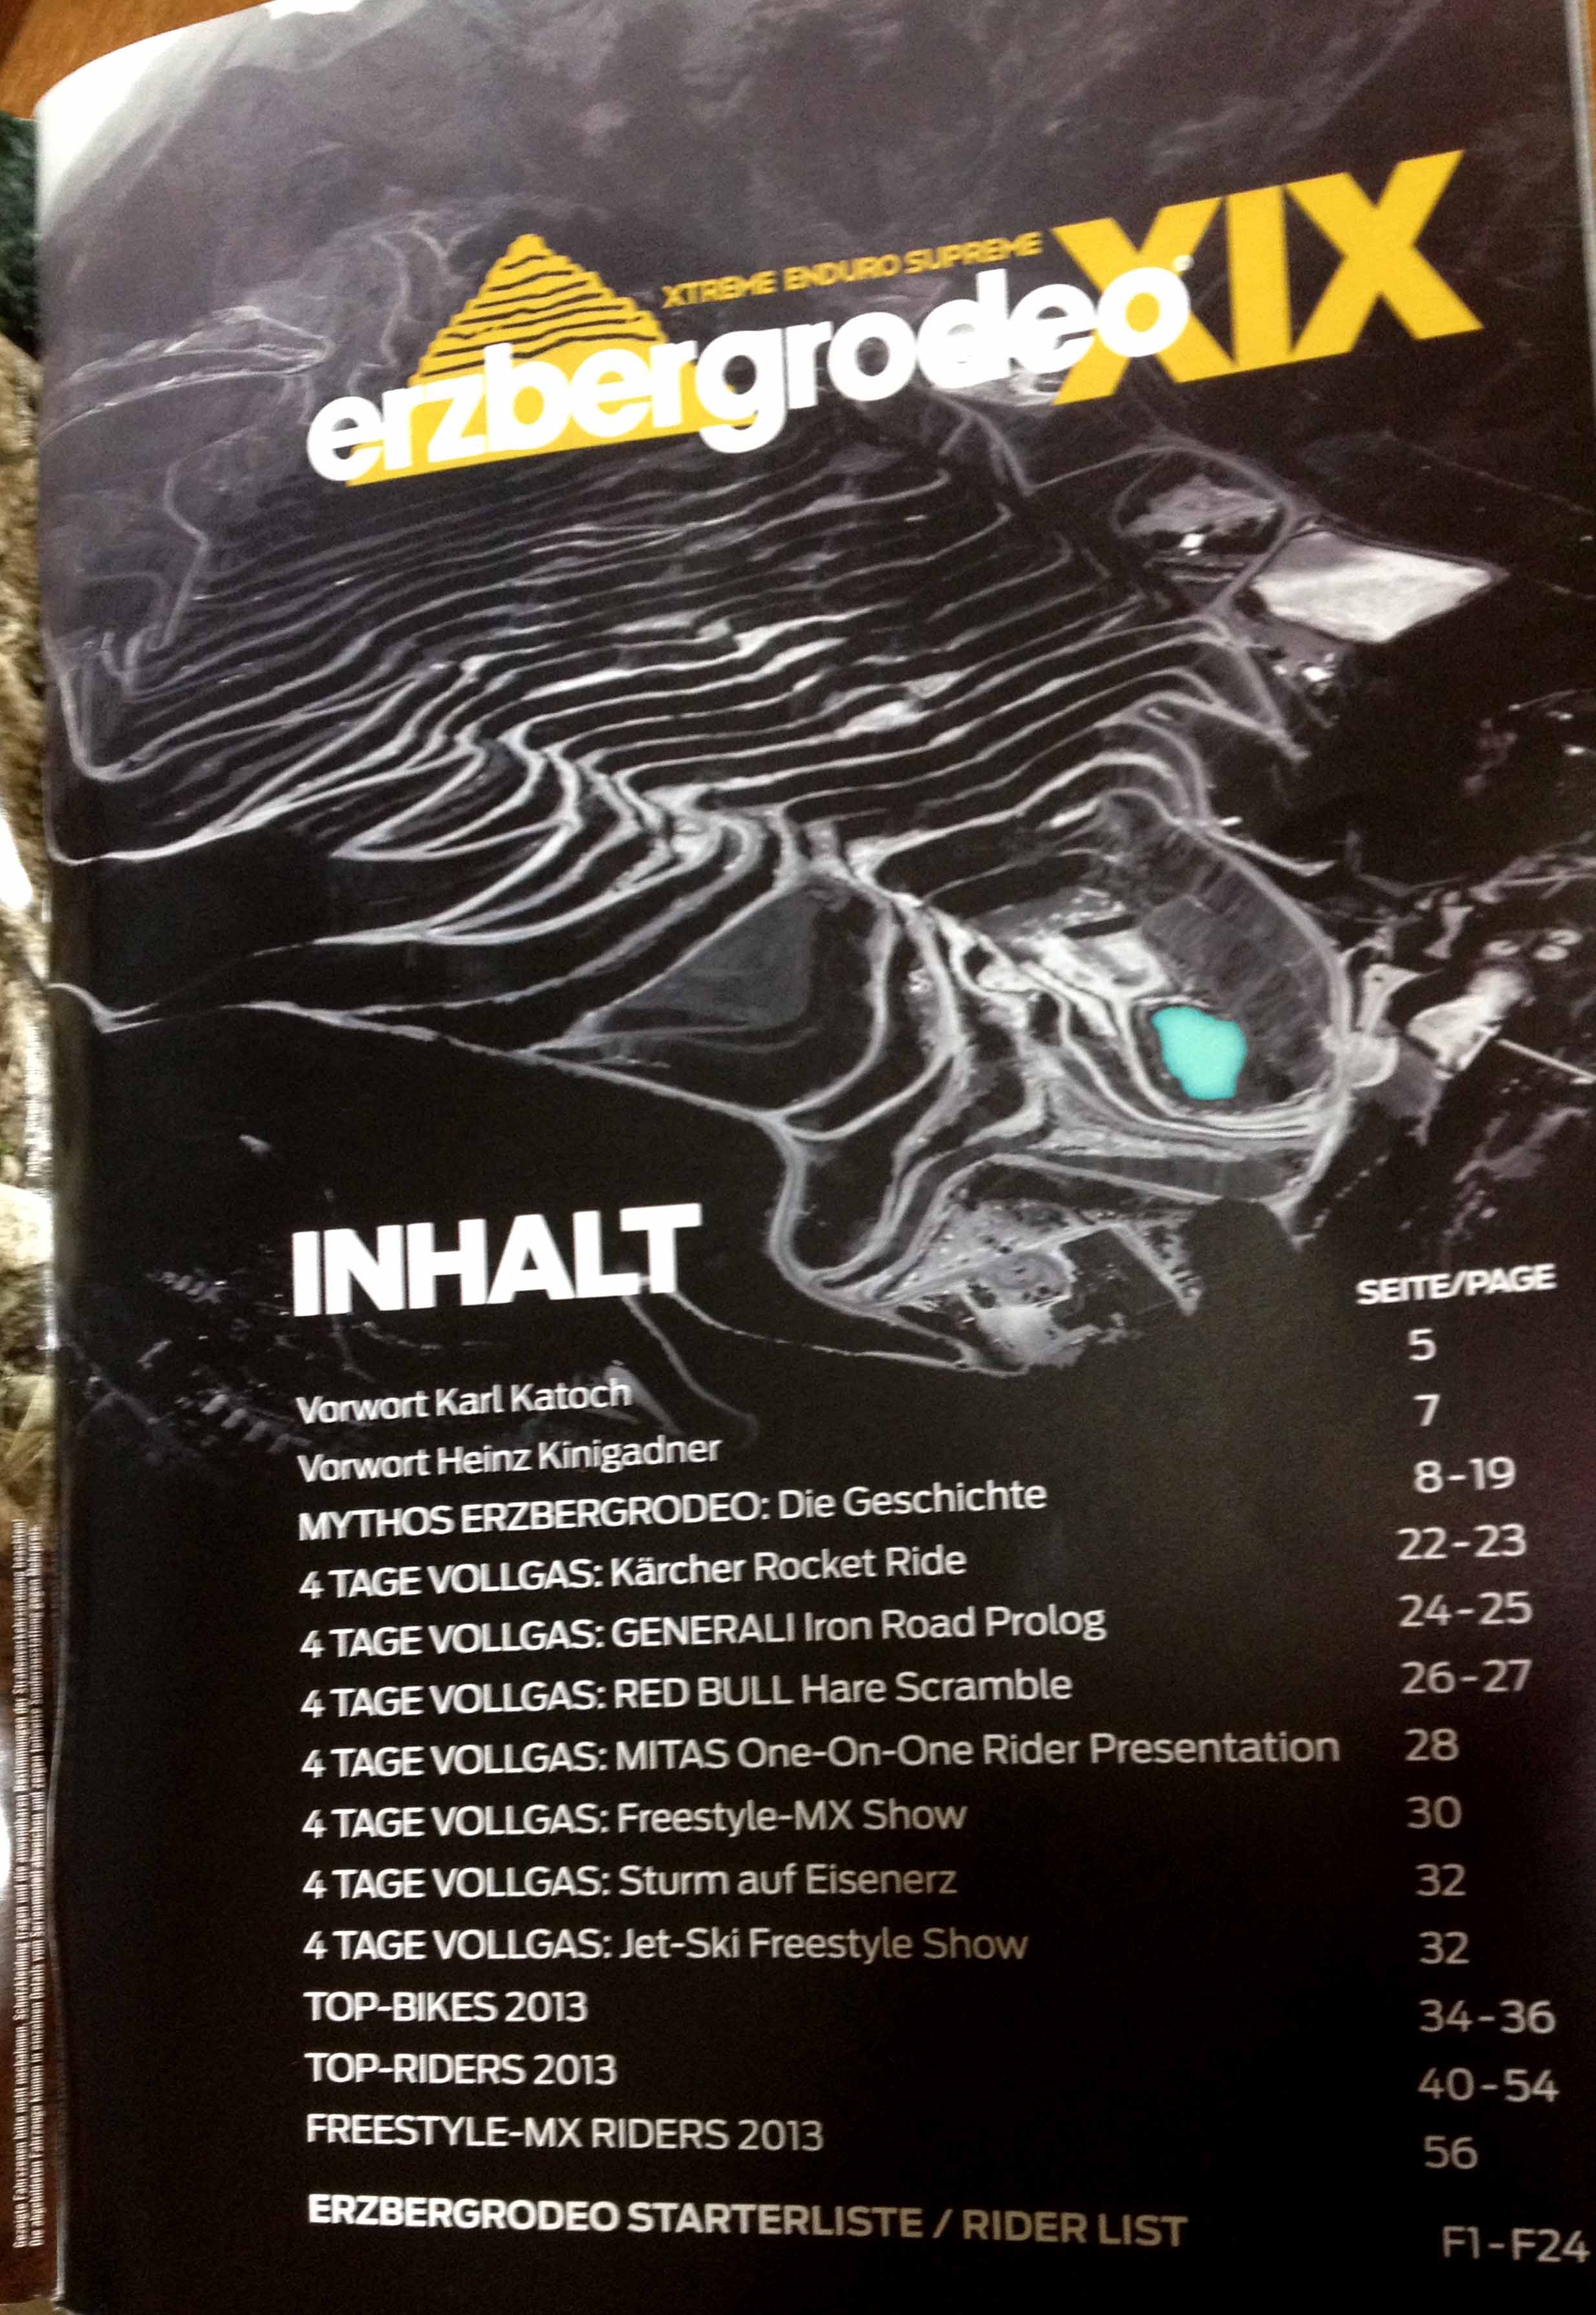 XTREME ENDURO SUPREME
erzbergrodeo XIX
INHALT
SEITE/PAGE
Vorwort Karl Katoch 5
Vorwort Heinz Kinigadner 7
MYTHOS ERZBERGRODEO: Die Geschichte 8-19
4 TAGE VOLLGAS: Kärcher Rocket Ride 22-23
4 TAGE VOLLGAS: GENERALI Iron Road Prolog 24-25
4 TAGE VOLLGAS: RED BULL Hare Scramble 26-27
4 TAGE VOLLGAS: MITAS One-On-One Rider Presentation 28
4 TAGE VOLLGAS: Freestyle-MX Show 30
4 TAGE VOLLGAS: Sturm auf Eisenerz 32
4 TAGE VOLLGAS: Jet-Ski Freestyle Show 32
TOP-BIKES 2013 34-36
TOP-RIDERS 2013 40-54
FREESTYLE-MX RIDERS 2013 56
ERZBERGRODEO STARTERLISTE / RIDER LIST F1-F24